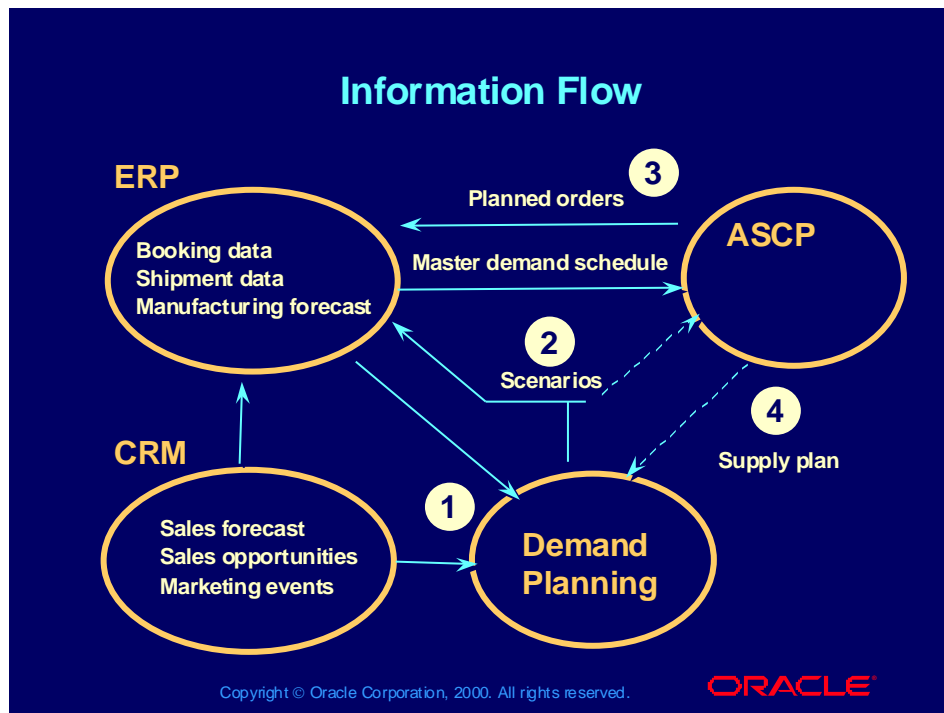 Information Flow
ERP
3
Planned orders
ASCP
Booking data
Shipment data
Manufacturing forecast
Master demand schedule
2
Scenarios
4
Supply plan
CRM
1
Sales forecast
Sales opportunities
Marketing events
Demand
Planning
Copyright © Oracle Corporation, 2000. All rights reserved.
ORACLE®